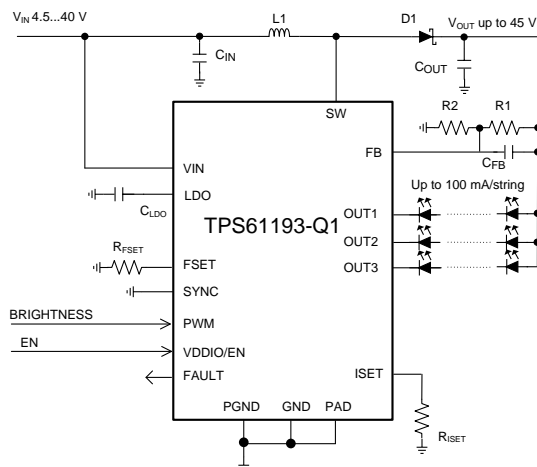 VIN 4.5...40 V
L1
D1
VOUT up to 45 V
CIN
COUT
SW
R2
R1
VIN
FB
CFB
LDO
CLDO
Up to 100 mA/string
TPS61193-Q1
OUT1
OUT2
OUT3
RFSET
FSET
SYNC
BRIGHTNESS
PWM
EN
VDDIO/EN
FAULT
ISET
PGND
GND
PAD
RISET